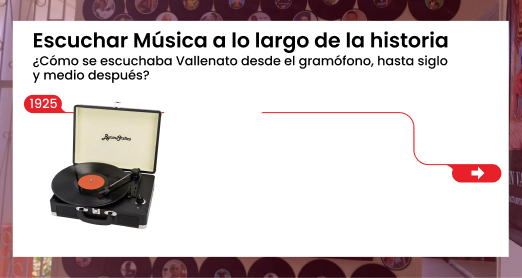 Escuchar Música a lo largo de la historia
¿Cómo se escuchaba Vallenato desde el gramófono, hasta siglo
y medio después?
1925